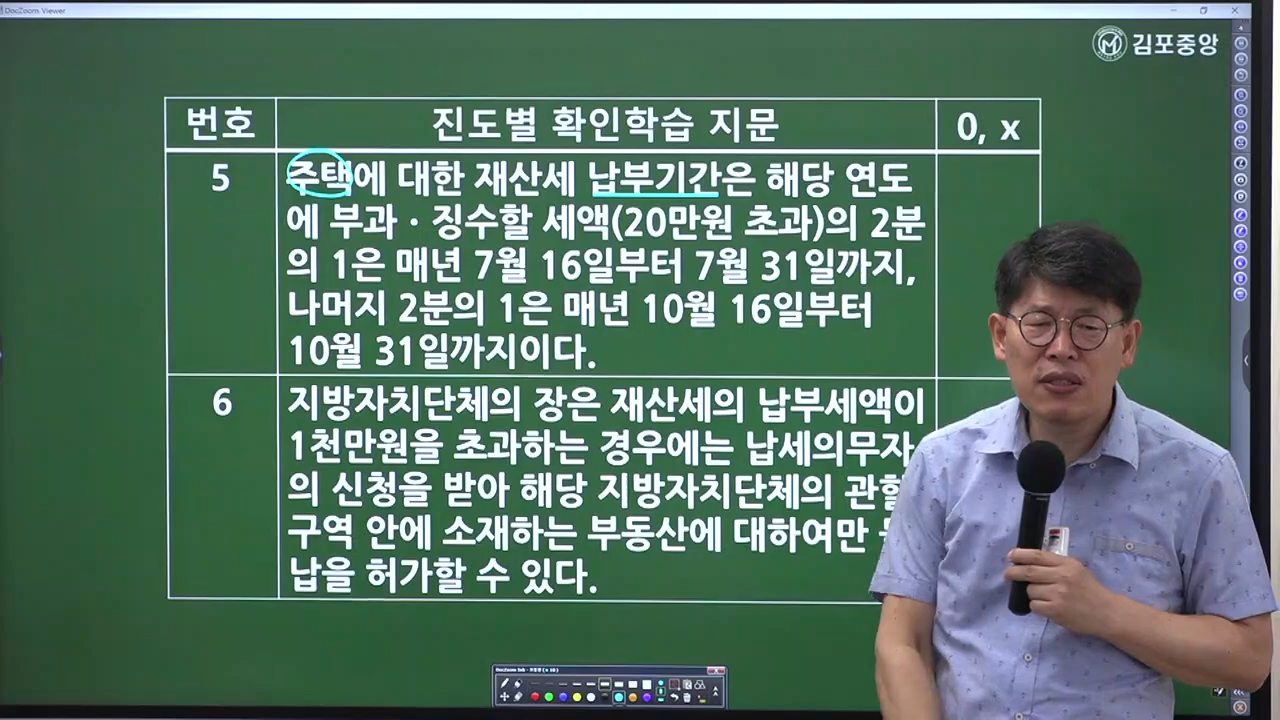 DocZoom Viewer
김포중앙
번호
진도별 확인학습 지문
0, x
5
주택에 대한 재산세 납부기간은 해당 연도
에 부과 · 징수할 세액(20만원 초과)의 2분
의 1은 매년 7월 16일부터 7월 31일까지,
나머지 2분의 1은 매년 10월 16일부터
10월 31일까지이다.
6
지방자치단체의 장은 재산세의 납부세액이
1천만원을 초과하는 경우에는 납세의무자
의 신청을 받아 해당 지방자치단체의
구역 안에 소재하는 부동산에 대하여만
납을 허가할 수 있다.